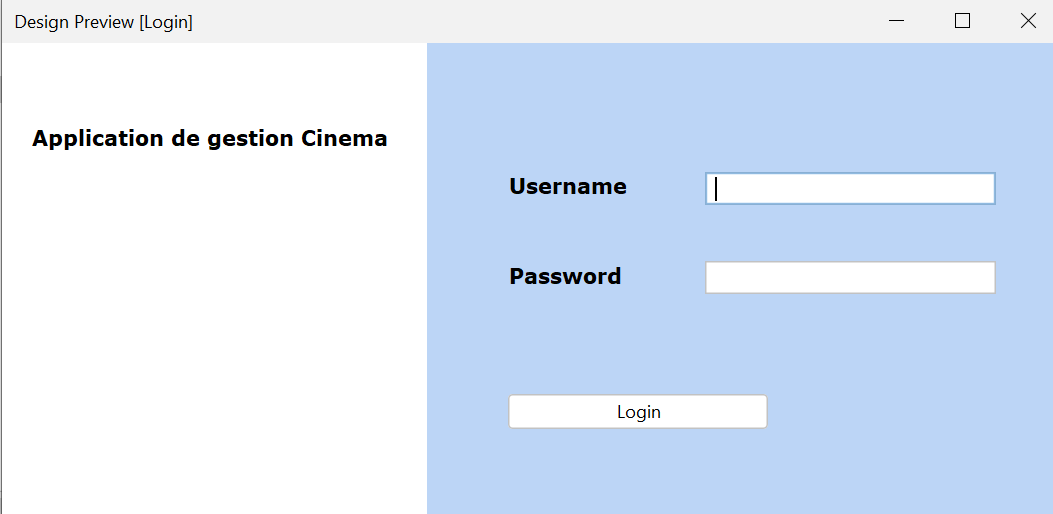 Design Preview [Login]
Application de gestion Cinema
Username
Password
Login